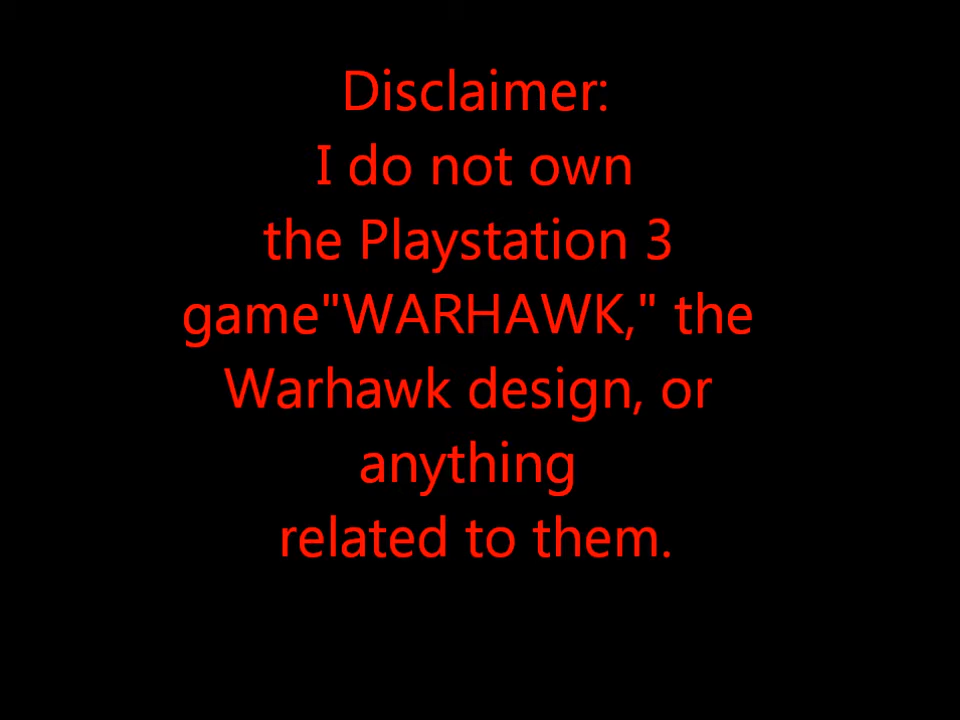 Disclaimer:
I do not own
the Playstation 3
game"WARHAWK," the
Warhawk design, or
anything
related to them.